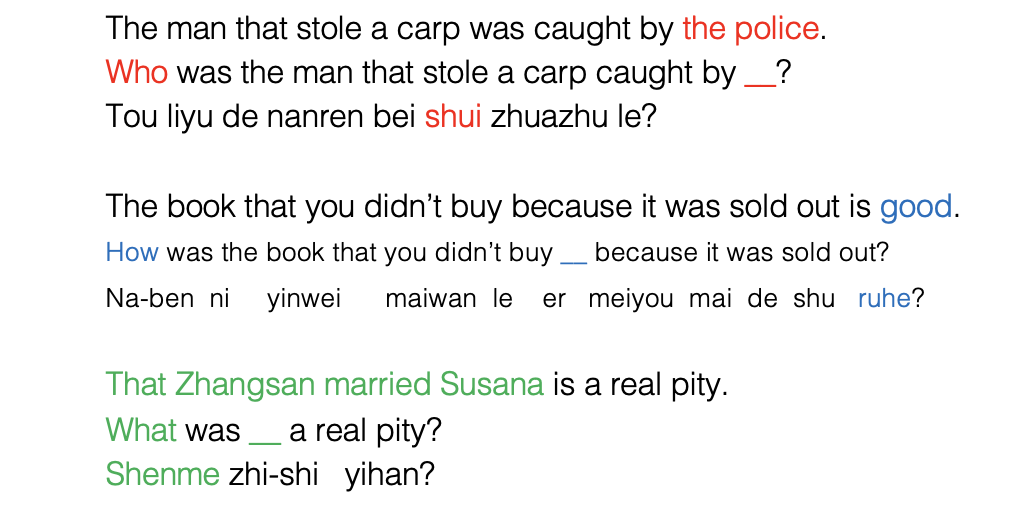 The man that stole a carp was caught by the police.
Who was the man that stole a carp caught by __?
Tou liyu de nanren bei shui zhuazhu le?
The book that you didn’t buy because it was sold out is good.
How was the book that you didn’t buy __ because it was sold out?
Na-ben ni yinwei maiwan le er meiyou mai de shu ruhe?
That Zhangsan married Susana is a real pity.
What was __ a real pity?
Shenme zhi-shi yihan?